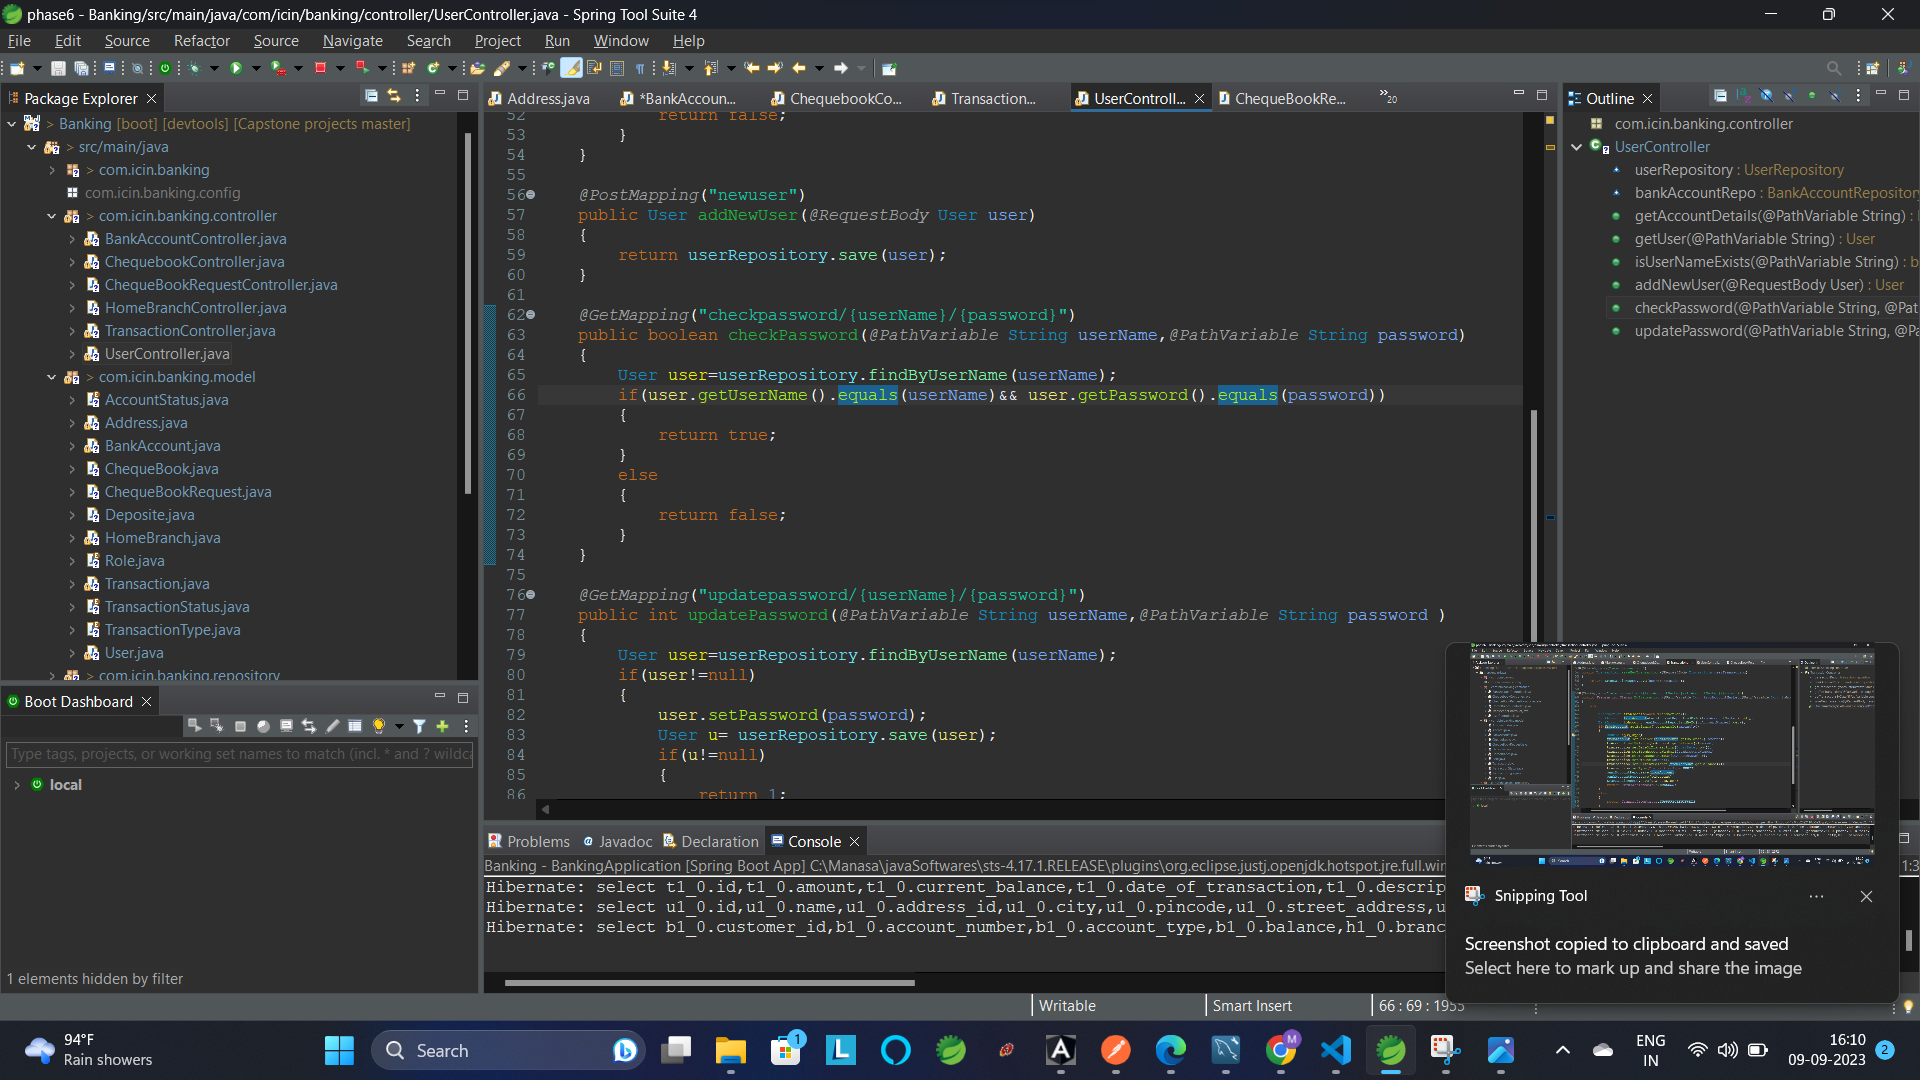 phase6 - Banking/src/main/java/com/icin/banking/controller/UserController.java - Spring Tool Suite 4
File Edit Source Refactor Source Navigate Search Project Run Window Help
Package Explorer
> Banking [boot] [devtools] [Capstone projects master]
> src/main/java
> com.icin.banking
com.icin.banking.config
> com.icin.banking.controller
BankAccountController.java
ChequebookController.java
ChequeBookRequestController.java
HomeBranchController.java
TransactionController.java
UserController.java
> com.icin.banking.model
AccountStatus.java
Address.java
BankAccount.java
ChequeBook.java
ChequeBookRequest.java
Deposite.java
HomeBranch.java
Role.java
Transaction.java
TransactionStatus.java
TransactionType.java
User.java
> com.icin.banking.repository
Boot Dashboard
Type tags, projects, or working set names to match (incl. * and ? wildca
local
1 elements hidden by filter
Address.java *BankAccoun... ChequebookCo... Transaction... UserControll... ChequeBookRe... »20
52 return false;
53 }
54 }
55
56 @PostMapping("newuser")
57 public User addNewUser(@RequestBody User user)
58 {
59 return userRepository.save(user);
60 }
61
62 @GetMapping("checkpassword/{userName}/{password}")
63 public boolean checkPassword(@PathVariable String userName,@PathVariable String password)
64 {
65 User user=userRepository.findByUserName(userName);
66 if(user.getUserName().equals(userName)&& user.getPassword().equals(password))
67 {
68 return true;
69 }
70 else
71 {
72 return false;
73 }
74 }
75
76 @GetMapping("updatepassword/{userName}/{password}")
77 public int updatePassword(@PathVariable String userName,@PathVariable String password )
78 {
79 User user=userRepository.findByUserName(userName);
80 if(user!=null)
81 {
82 user.setPassword(password);
83 User u= userRepository.save(user);
84 if(u!=null)
85 {
86 return 1;
Outline
com.icin.banking.controller
UserController
userRepository : UserRepository
bankAccountRepo : BankAccountRepository
getAccountDetails(@PathVariable String) :
getUser(@PathVariable String) : User
isUserNameExists(@PathVariable String) : b
addNewUser(@RequestBody User) : User
checkPassword(@PathVariable String, @Pat
updatePassword(@PathVariable String, @Pa
Problems Javadoc Declaration Console
Banking - BankingApplication [Spring Boot App] C:\Manasa\javaSoftwares\sts-4.17.1.RELEASE\plugins\org.eclipse.justj.openjdk.hotspot.jre.full.wir
Hibernate: select t1_0.id,t1_0.amount,t1_0.current_balance,t1_0.date_of_transaction,t1_0.descrip
Hibernate: select u1_0.id,u1_0.name,u1_0.address_id,u1_0.city,u1_0.pincode,u1_0.street_address,u
Hibernate: select b1_0.customer_id,b1_0.account_number,b1_0.account_type,b1_0.balance,h1_0.branc
Snipping Tool
Screenshot copied to clipboard and saved
Select here to mark up and share the image
Writable Smart Insert 66 : 69 : 1955
94°F
Rain showers
Search
1
M
ENG
IN
16:10
09-09-2023
2